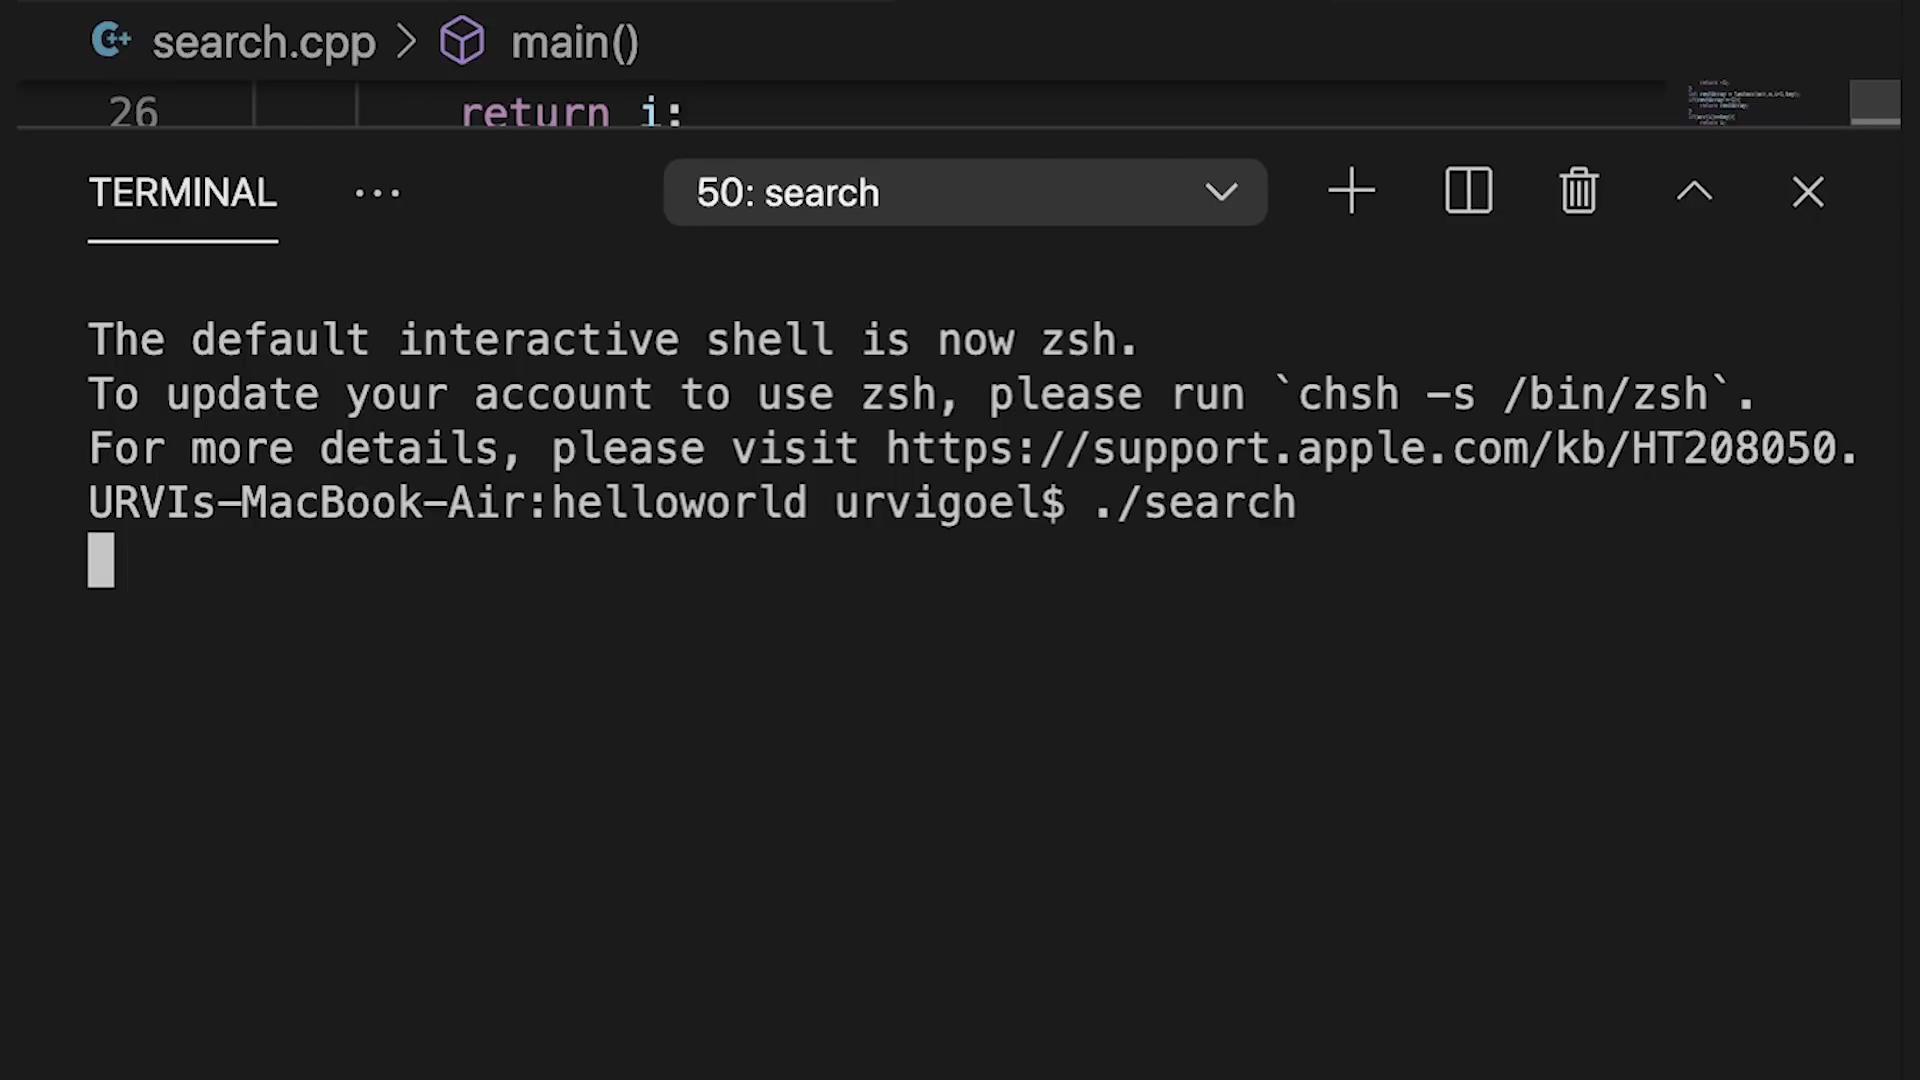 search.cpp > main()
26 return i;
TERMINAL ··· 50: search
The default interactive shell is now zsh.
To update your account to use zsh, please run `chsh -s /bin/zsh`.
For more details, please visit https://support.apple.com/kb/HT208050.
URVIs-MacBook-Air:helloworld urvigoel$ ./search